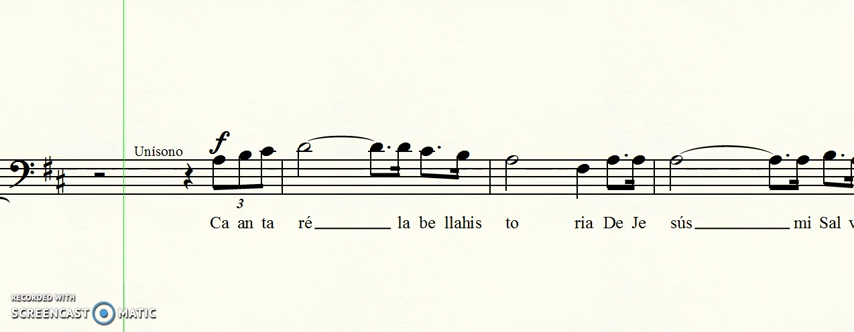 Unísono
f
3
Ca an ta ré la be llahis to ria De Je sús mi Sal
RECORDED WITH
SCREENCAST MATIC